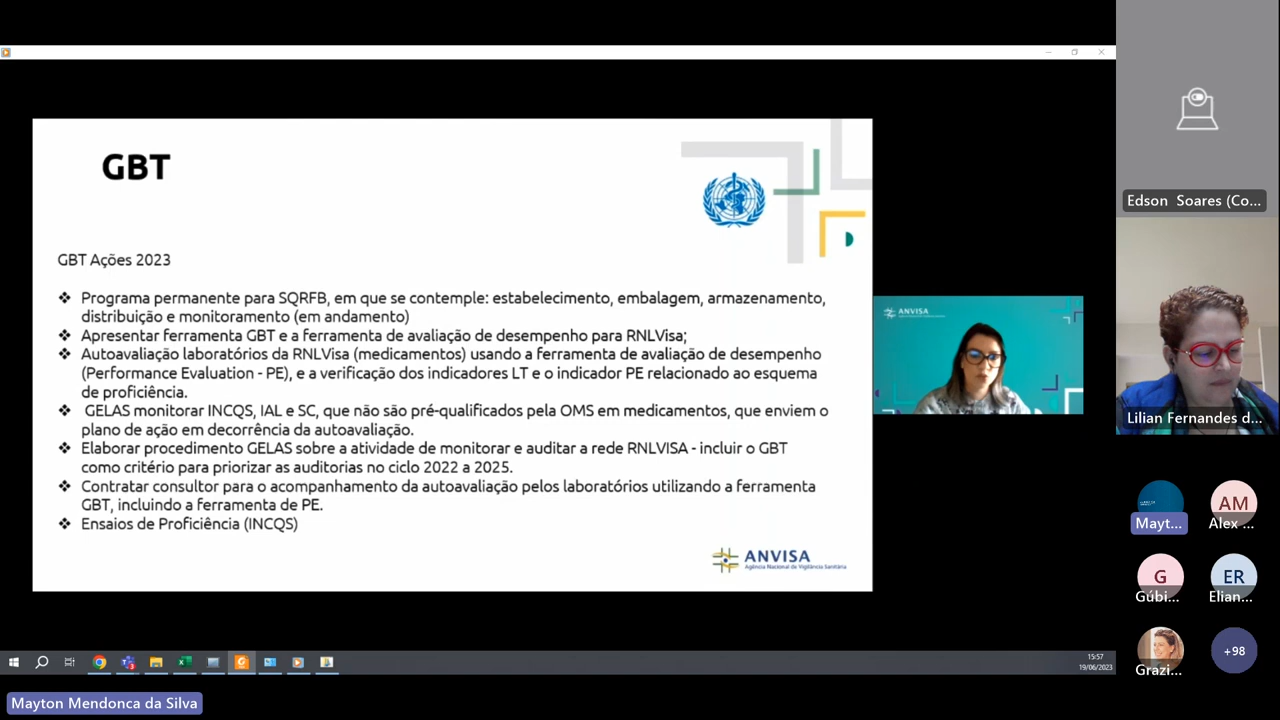 GBT
GBT Ações 2023
❖ Programa permanente para SQRFB, em que se contemple: estabelecimento, embalagem, armazenamento,
distribuição e monitoramento (em andamento)
❖ Apresentar ferramenta GBT e a ferramenta de avaliação de desempenho para RNLVisa;
❖ Autoavaliação laboratórios da RNLVisa (medicamentos) usando a ferramenta de avaliação de desempenho
(Performance Evaluation - PE), e a verificação dos indicadores LT e o indicador PE relacionado ao esquema
de proficiência.
❖ GELAS monitorar INCQS, IAL e SC, que não são pré-qualificados pela OMS em medicamentos, que enviem o
plano de ação em decorrência da autoavaliação.
❖ Elaborar procedimento GELAS sobre a atividade de monitorar e auditar a rede RNLVISA - incluir o GBT
como critério para priorizar as auditorias no ciclo 2022 a 2025.
❖ Contratar consultor para o acompanhamento da autoavaliação pelos laboratórios utilizando a ferramenta
GBT, incluindo a ferramenta de PE.
❖ Ensaios de Proficiência (INCQS)
ANVISA
Agência Nacional de Vigilância Sanitária
ANVISA
Edson Soares (Co...
Lilian Fernandes d...
Mayt...
AM
Alex ...
G
Gúbi...
ER
Elian...
Grazi...
+98
15:57
19/06/2023
Mayton Mendonca da Silva